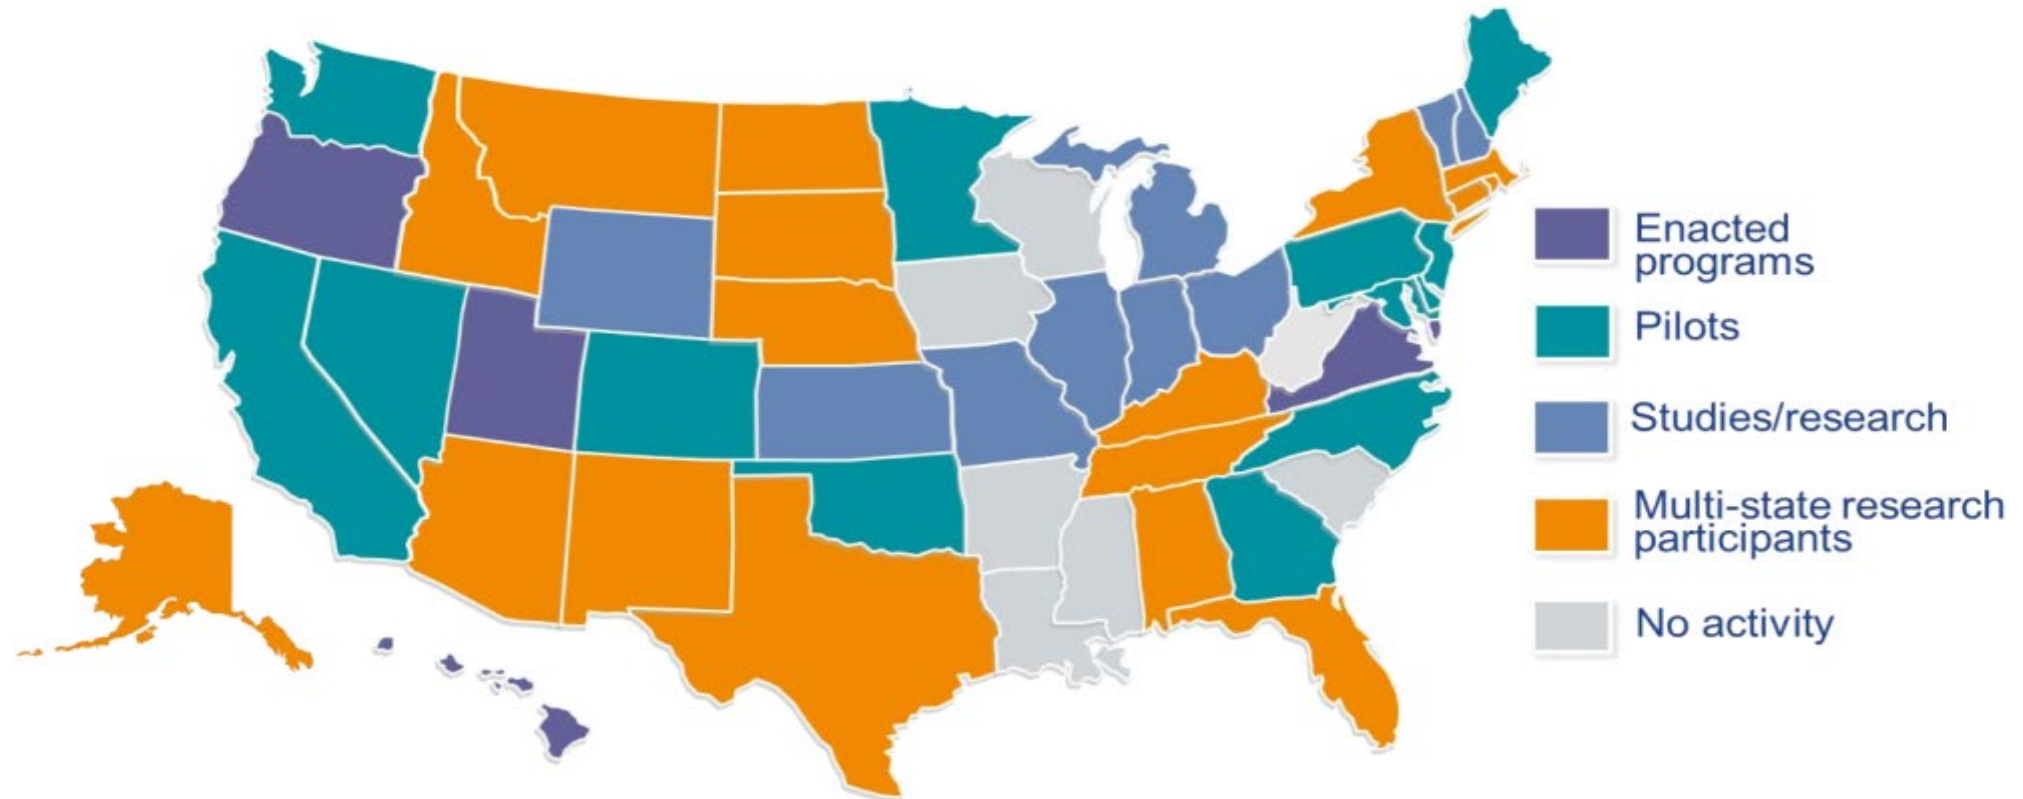 Enacted
programs
Pilots
Studies/research
Multi-state research
participants
No activity